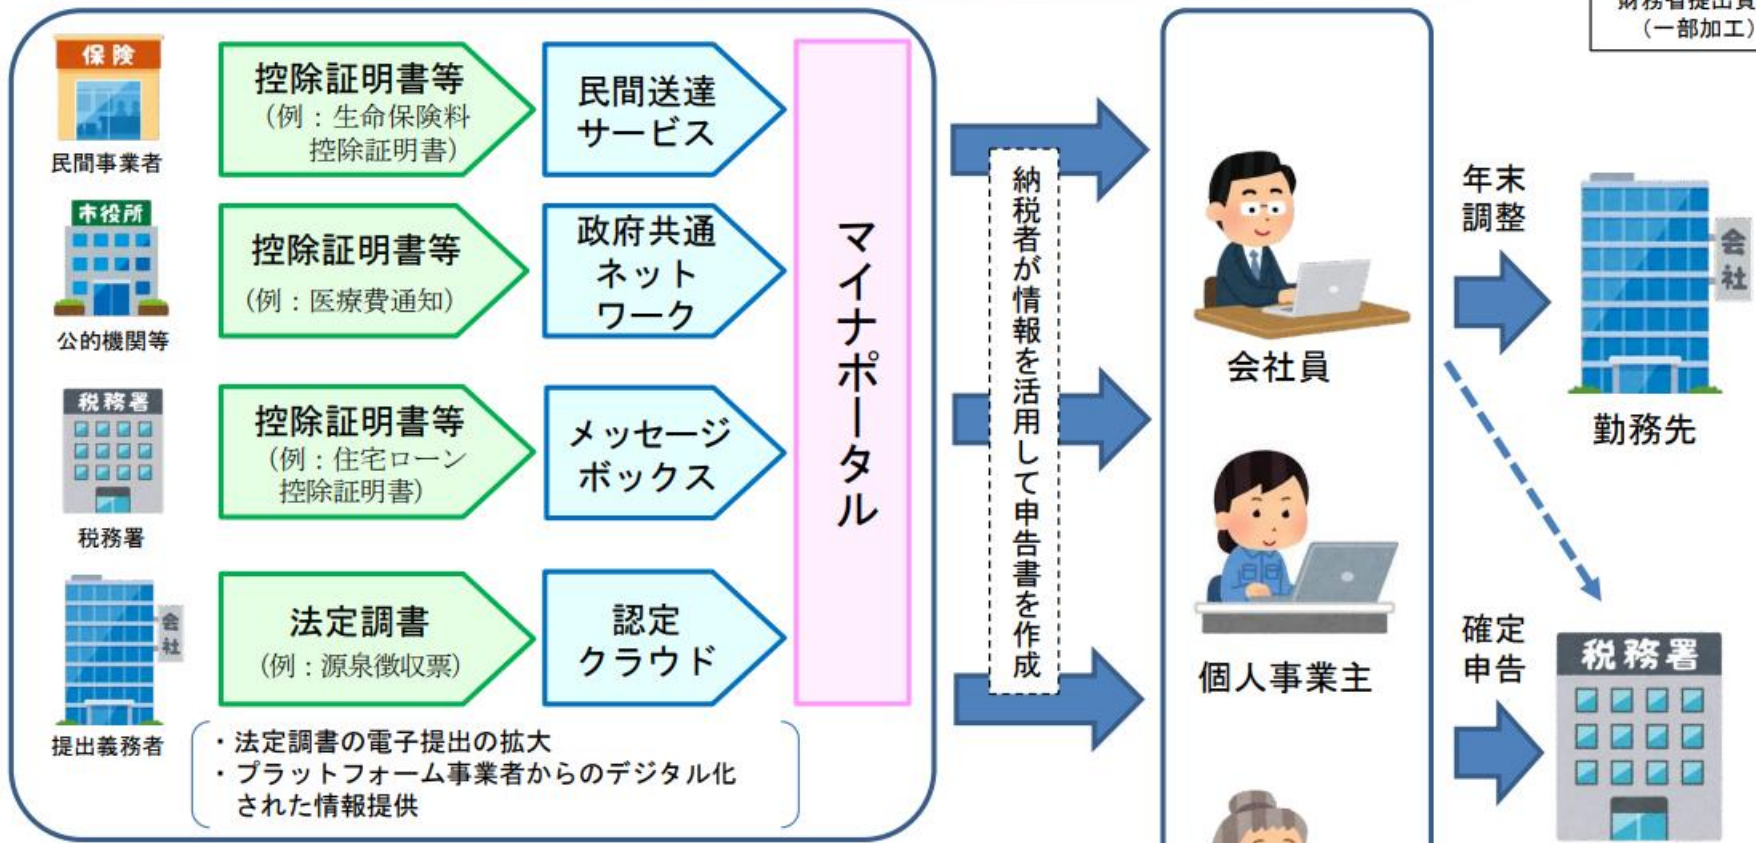 財務省提出資
（一部加工）
保険
民間事業者
控除証明書等
（例：生命保険料
控除証明書）
民間送達
サービス
市役所
公的機関等
控除証明書等
（例：医療費通知）
政府共通
ネット
ワーク
税務署
税務署
控除証明書等
（例：住宅ローン
控除証明書）
メッセージ
ボックス
会社
提出義務者
法定調書
（例：源泉徴収票）
認定
クラウド
・法定調書の電子提出の拡大
・プラットフォーム事業者からのデジタル化
された情報提供
マイナポータル
納税者が情報を活用して申告書を作成
会社員
個人事業主
年末
調整
会社
勤務先
確定
申告
税務署